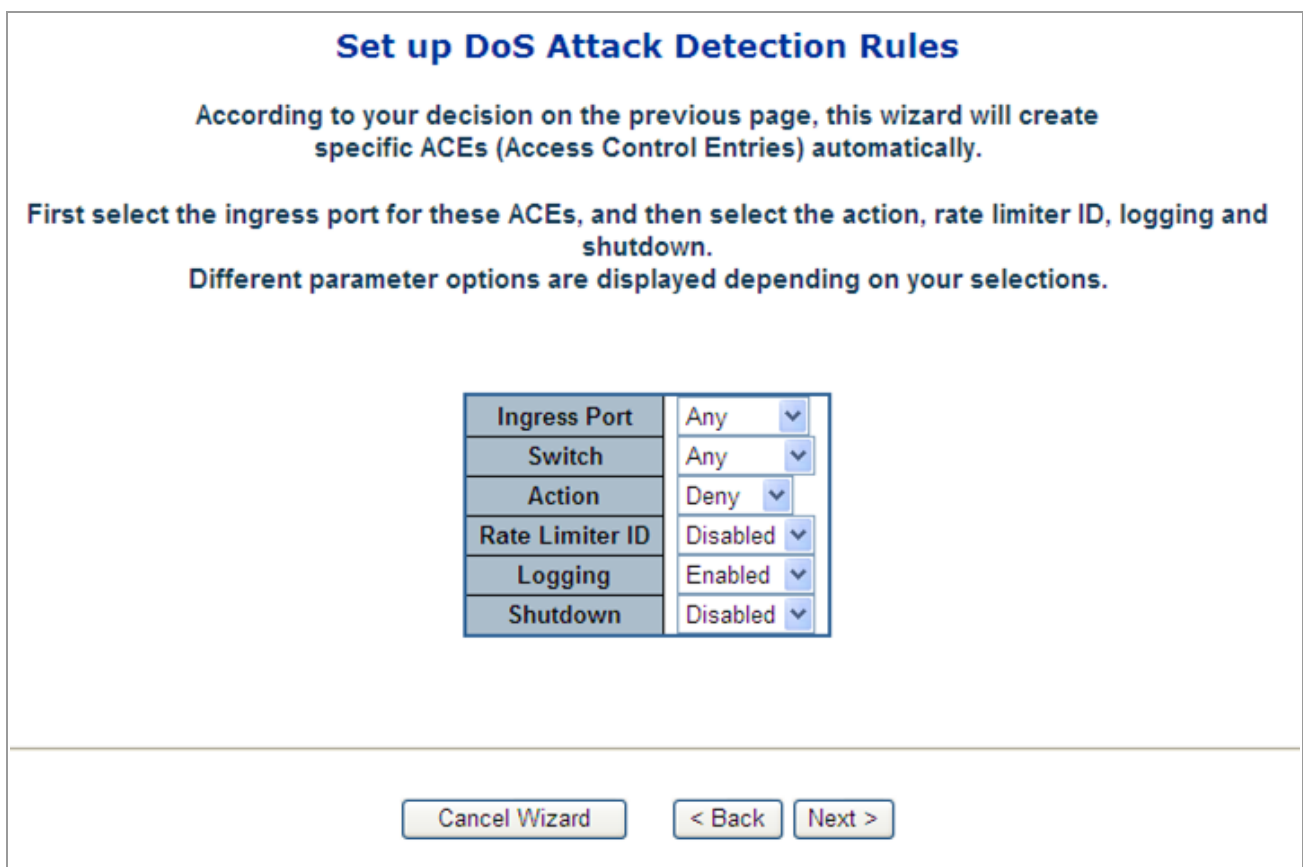 Set up DoS Attack Detection Rules
According to your decision on the previous page, this wizard will create
specific ACEs (Access Control Entries) automatically.
First select the ingress port for these ACEs, and then select the action, rate limiter ID, logging and
shutdown.
Different parameter options are displayed depending on your selections.
Ingress Port Any
Switch Any
Action Deny
Rate Limiter ID Disabled
Logging Enabled
Shutdown Disabled
Cancel Wizard < Back Next >